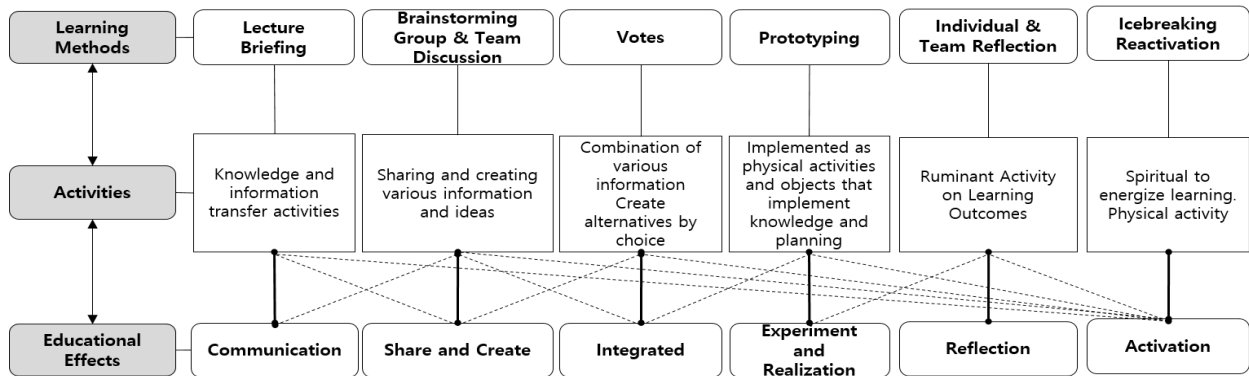 Learning
Methods
Lecture
Briefing
Brainstorming
Group & Team
Discussion
Votes
Prototyping
Individual &
Team Reflection
Icebreaking
Reactivation
Activities
Knowledge and
information
transfer activities
Sharing and creating
various information
and ideas
Combination of
various
information
Create
alternatives by
choice
Implemented as
physical activities
and objects that
implement
knowledge and
planning
Ruminant Activity
on Learning
Outcomes
Spiritual to
energize learning.
Physical activity
Educational
Effects
Communication
Share and Create
Integrated
Experiment
and
Realization
Reflection
Activation